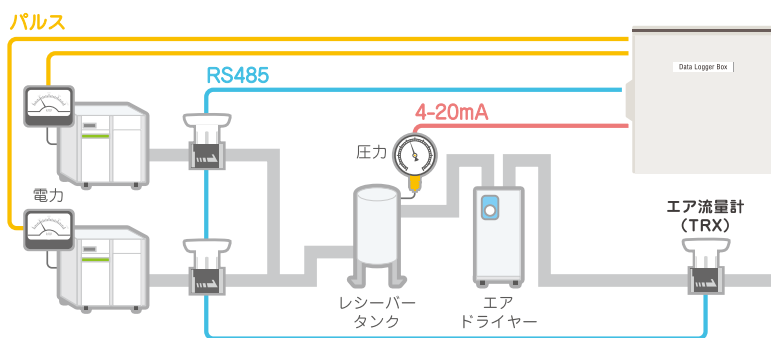 パルス
Data Logger Box
RS485
4-20mA
圧力
電力
エア流量計
（TRX）
レシーバー
タンク
エア
ドライヤー